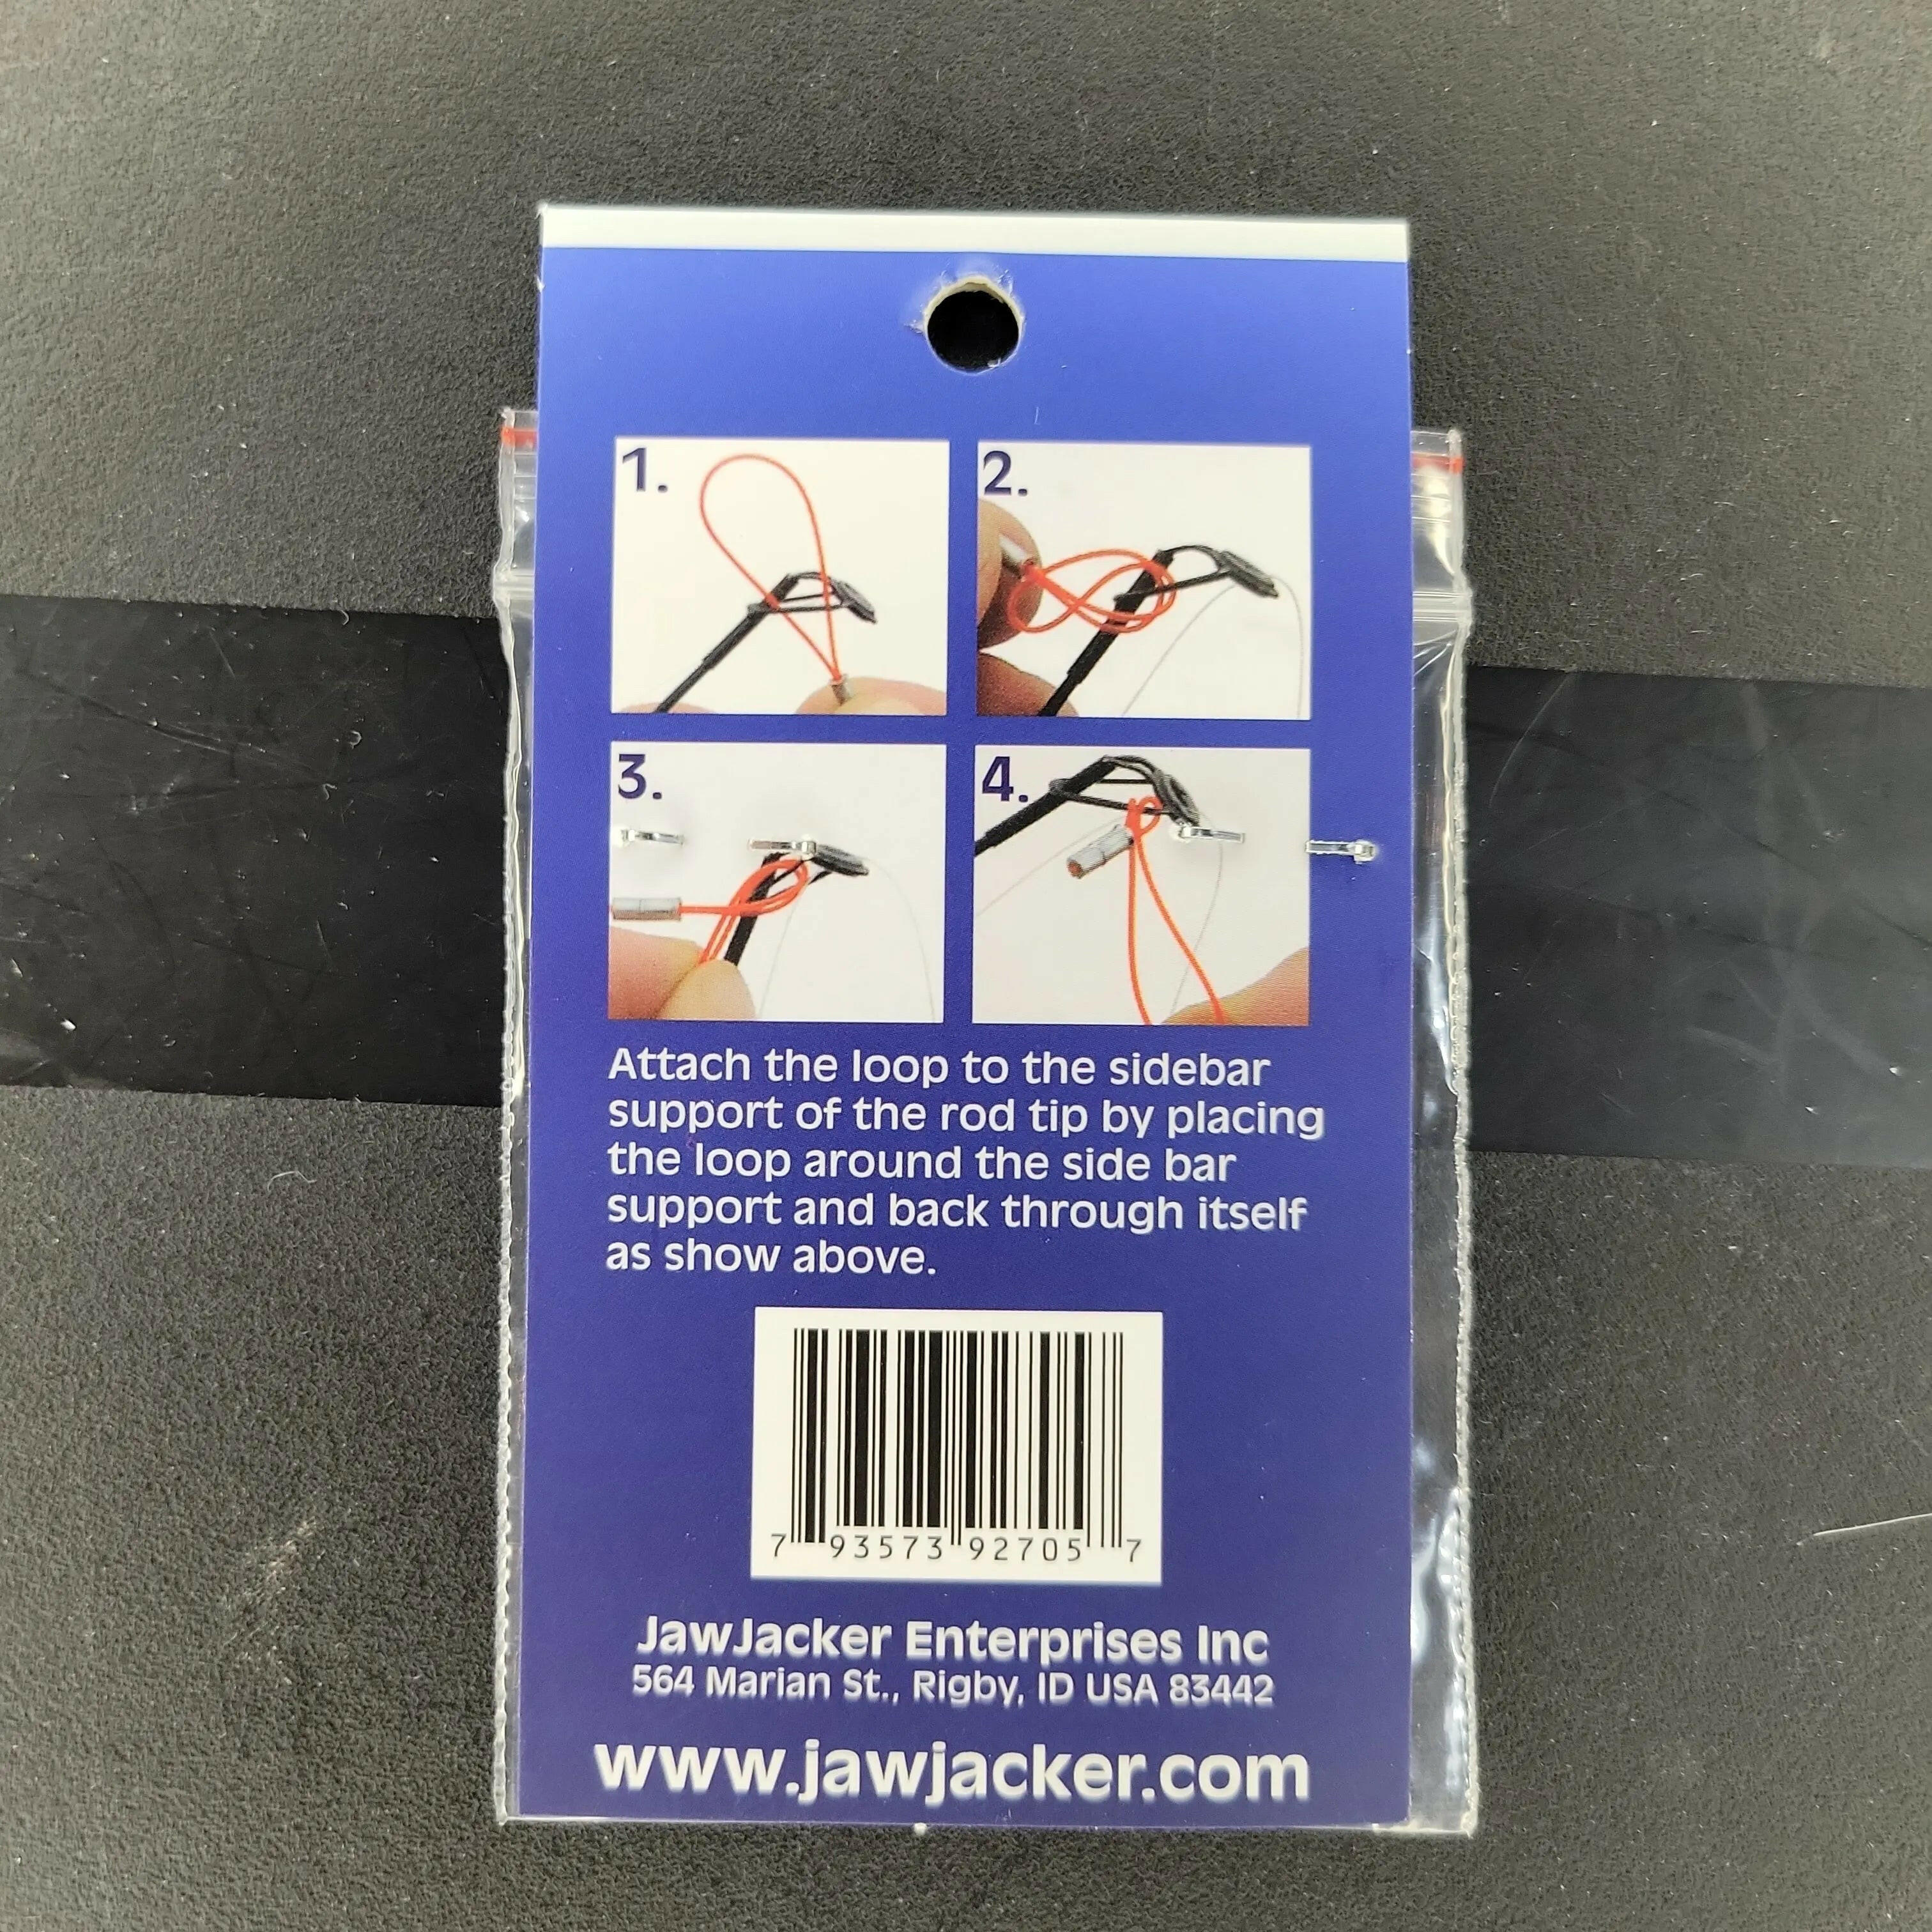 1.
2.
3.
4.
Attach the loop to the sidebar
support of the rod tip by placing
the loop around the side bar
support and back through itself
as show above.
7 93573 92705 7
JawJacker Enterprises Inc
564 Marian St., Rigby, ID USA 83442
www.jawjacker.com